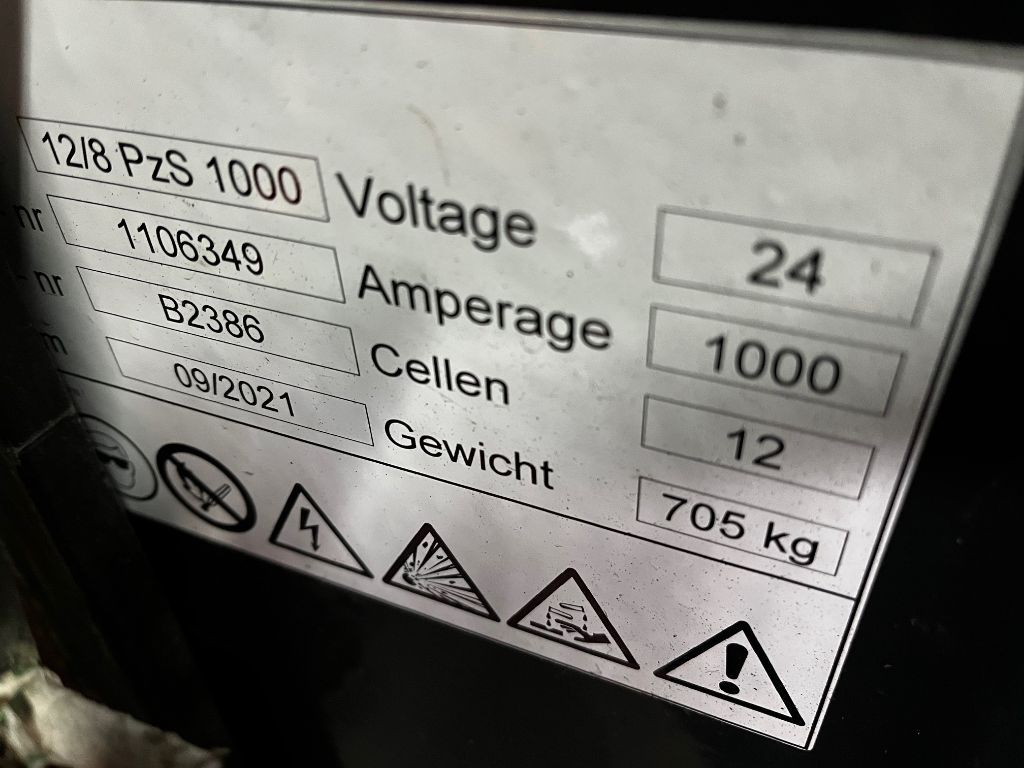 12/8 PzS 1000 Voltage 24
nr 1106349 Amperage 1000
- nr B2386 Cellen 12
m 09/2021 Gewicht 705 kg